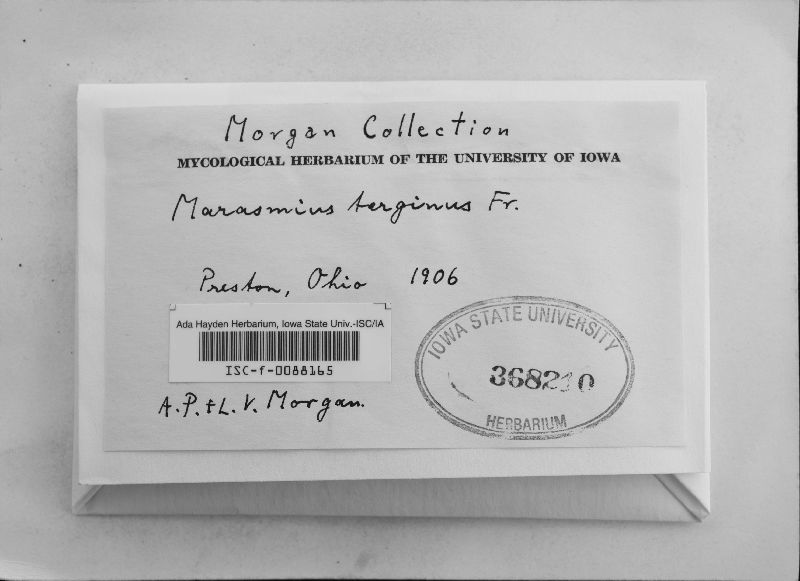 Morgan Collection
MYCOLOGICAL HERBARIUM OF THE UNIVERSITY OF IOWA
Marasmius terginus Fr.
Preston, Ohio 1906
Ada Hayden Herbarium, Iowa State Univ.-ISC/IA
ISC-f-0088165
A.P. + L. V. Morgan.
IOWA STATE UNIVERSITY
368210
HERBARIUM